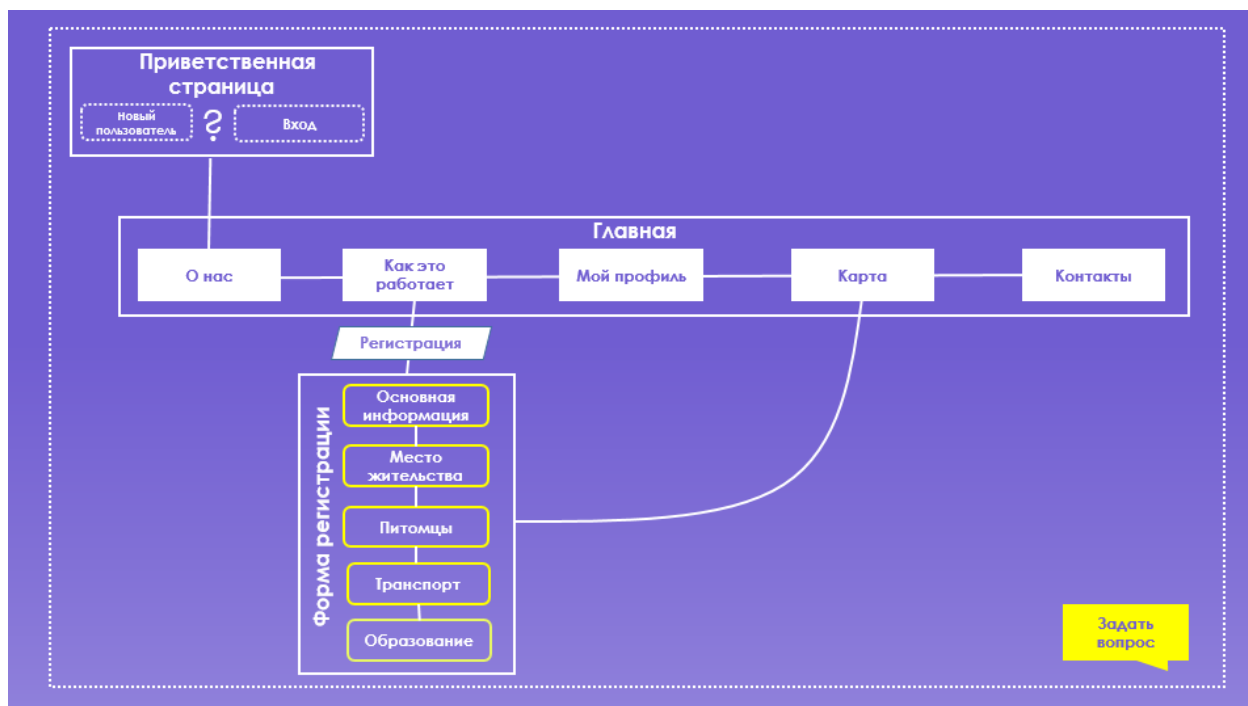 Приветственная
страница
Новый
пользователь
?
Вход
Главная
О нас
Как это
работает
Мой профиль
Карта
Контакты
Регистрация
Форма регистрации
Основная
информация
Место
жительства
Питомцы
Транспорт
Образование
Задать
вопрос